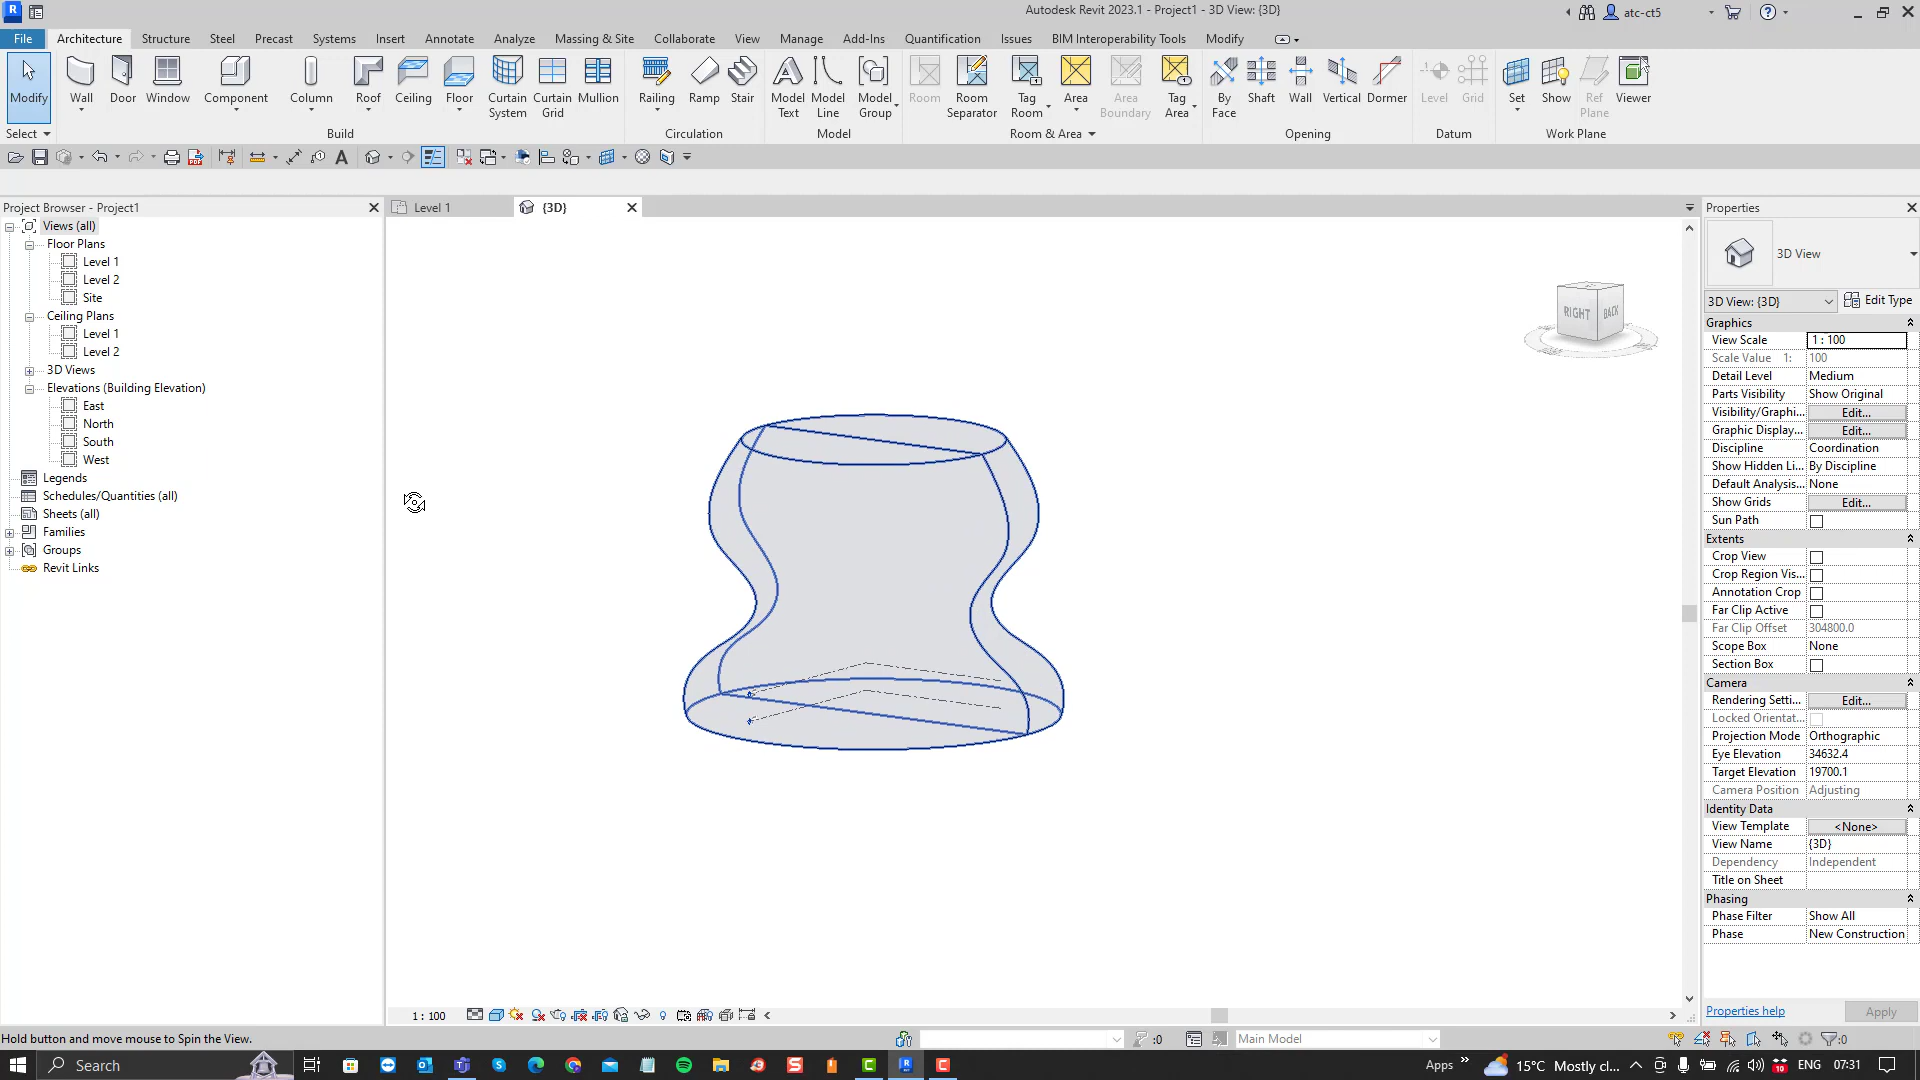 Autodesk Revit 2023.1 - Project1 - 3D View: {3D}
atc-ct5
File Architecture Structure Steel Precast Systems Insert Annotate Analyze Massing & Site Collaborate View Manage Add-Ins Quantification Issues BIM Interoperability Tools Modify
Modify Wall Door Window Component Column Roof Ceiling Floor Curtain System Curtain Grid Mullion Railing Ramp Stair Model Text Model Line Model Group Room Room Separator Tag Room Area Area Boundary Tag Area By Face Shaft Wall Vertical Dormer Level Grid Set Show Ref Plane Viewer
Select Build Circulation Model Room & Area Opening Datum Work Plane
Project Browser - Project1
Level 1
{3D}
Properties
Views (all)
Floor Plans
Level 1
Level 2
Site
Ceiling Plans
Level 1
Level 2
3D Views
Elevations (Building Elevation)
East
North
South
West
Legends
Schedules/Quantities (all)
Sheets (all)
Families
Groups
Revit Links
RIGHT BACK
3D View
3D View: {3D} Edit Type
Graphics
View Scale 1 : 100
Scale Value 1: 100
Detail Level Medium
Parts Visibility Show Original
Visibility/Graphi... Edit...
Graphic Display... Edit...
Discipline Coordination
Show Hidden Li... By Discipline
Default Analysis... None
Show Grids Edit...
Sun Path
Extents
Crop View
Crop Region Vis...
Annotation Crop
Far Clip Active
Far Clip Offset 304800.0
Scope Box None
Section Box
Camera
Rendering Setti... Edit...
Locked Orientat...
Projection Mode Orthographic
Eye Elevation 34632.4
Target Elevation 19700.1
Camera Position Adjusting
Identity Data
View Template <None>
View Name {3D}
Dependency Independent
Title on Sheet
Phasing
Phase Filter Show All
Phase New Construction
Properties help Apply
1 : 100
Hold button and move mouse to Spin the View.
:0
Main Model
:0
Search
Apps
15°C Mostly cl...
10
ENG
07:31